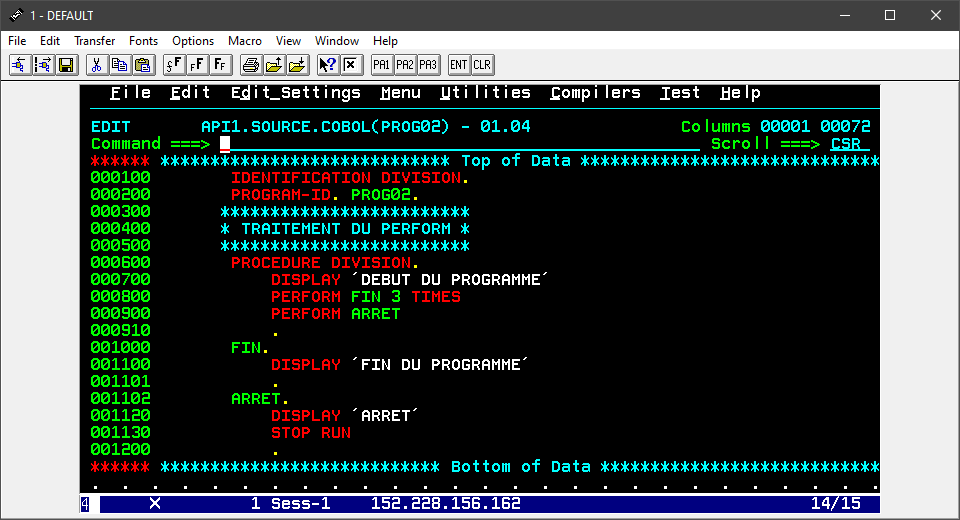 1 - DEFAULT
File Edit Transfer Fonts Options Macro View Window Help
PA1 PA2 PA3 ENT CLR
File Edit Edit_Settings Menu Utilities Compilers Test Help
EDIT API1.SOURCE.COBOL(PROG02) - 01.04 Columns 00001 00072
Command ===> Scroll ===> CSR
****** ***************************** Top of Data ******************************
000100 IDENTIFICATION DIVISION.
000200 PROGRAM-ID. PROG02.
000300 *************************
000400 * TRAITEMENT DU PERFORM *
000500 *************************
000600 PROCEDURE DIVISION.
000700 DISPLAY ´DEBUT DU PROGRAMME´
000800 PERFORM FIN 3 TIMES
000900 PERFORM ARRET
000910 .
001000 FIN.
001100 DISPLAY ´FIN DU PROGRAMME´
001101 .
001102 ARRET.
001120 DISPLAY ´ARRET´
001130 STOP RUN
001200 .
****** **************************** Bottom of Data ****************************
. . . . . . . . . . . . . . . . . . . . . . . . . . .
4 X 1 Sess-1 152.228.156.162 14/15